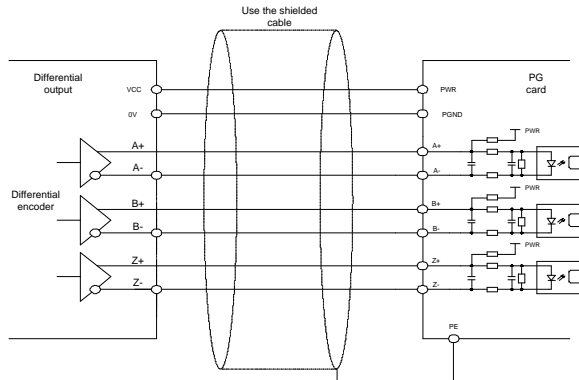 Use the shielded
cable
Differential
output
VCC
PWR
PG
card
0V
PGND
PWR
A+
A+
A-
A-
Differential
encoder
PWR
B+
B+
B-
B-
PWR
Z+
Z+
Z-
Z-
PE